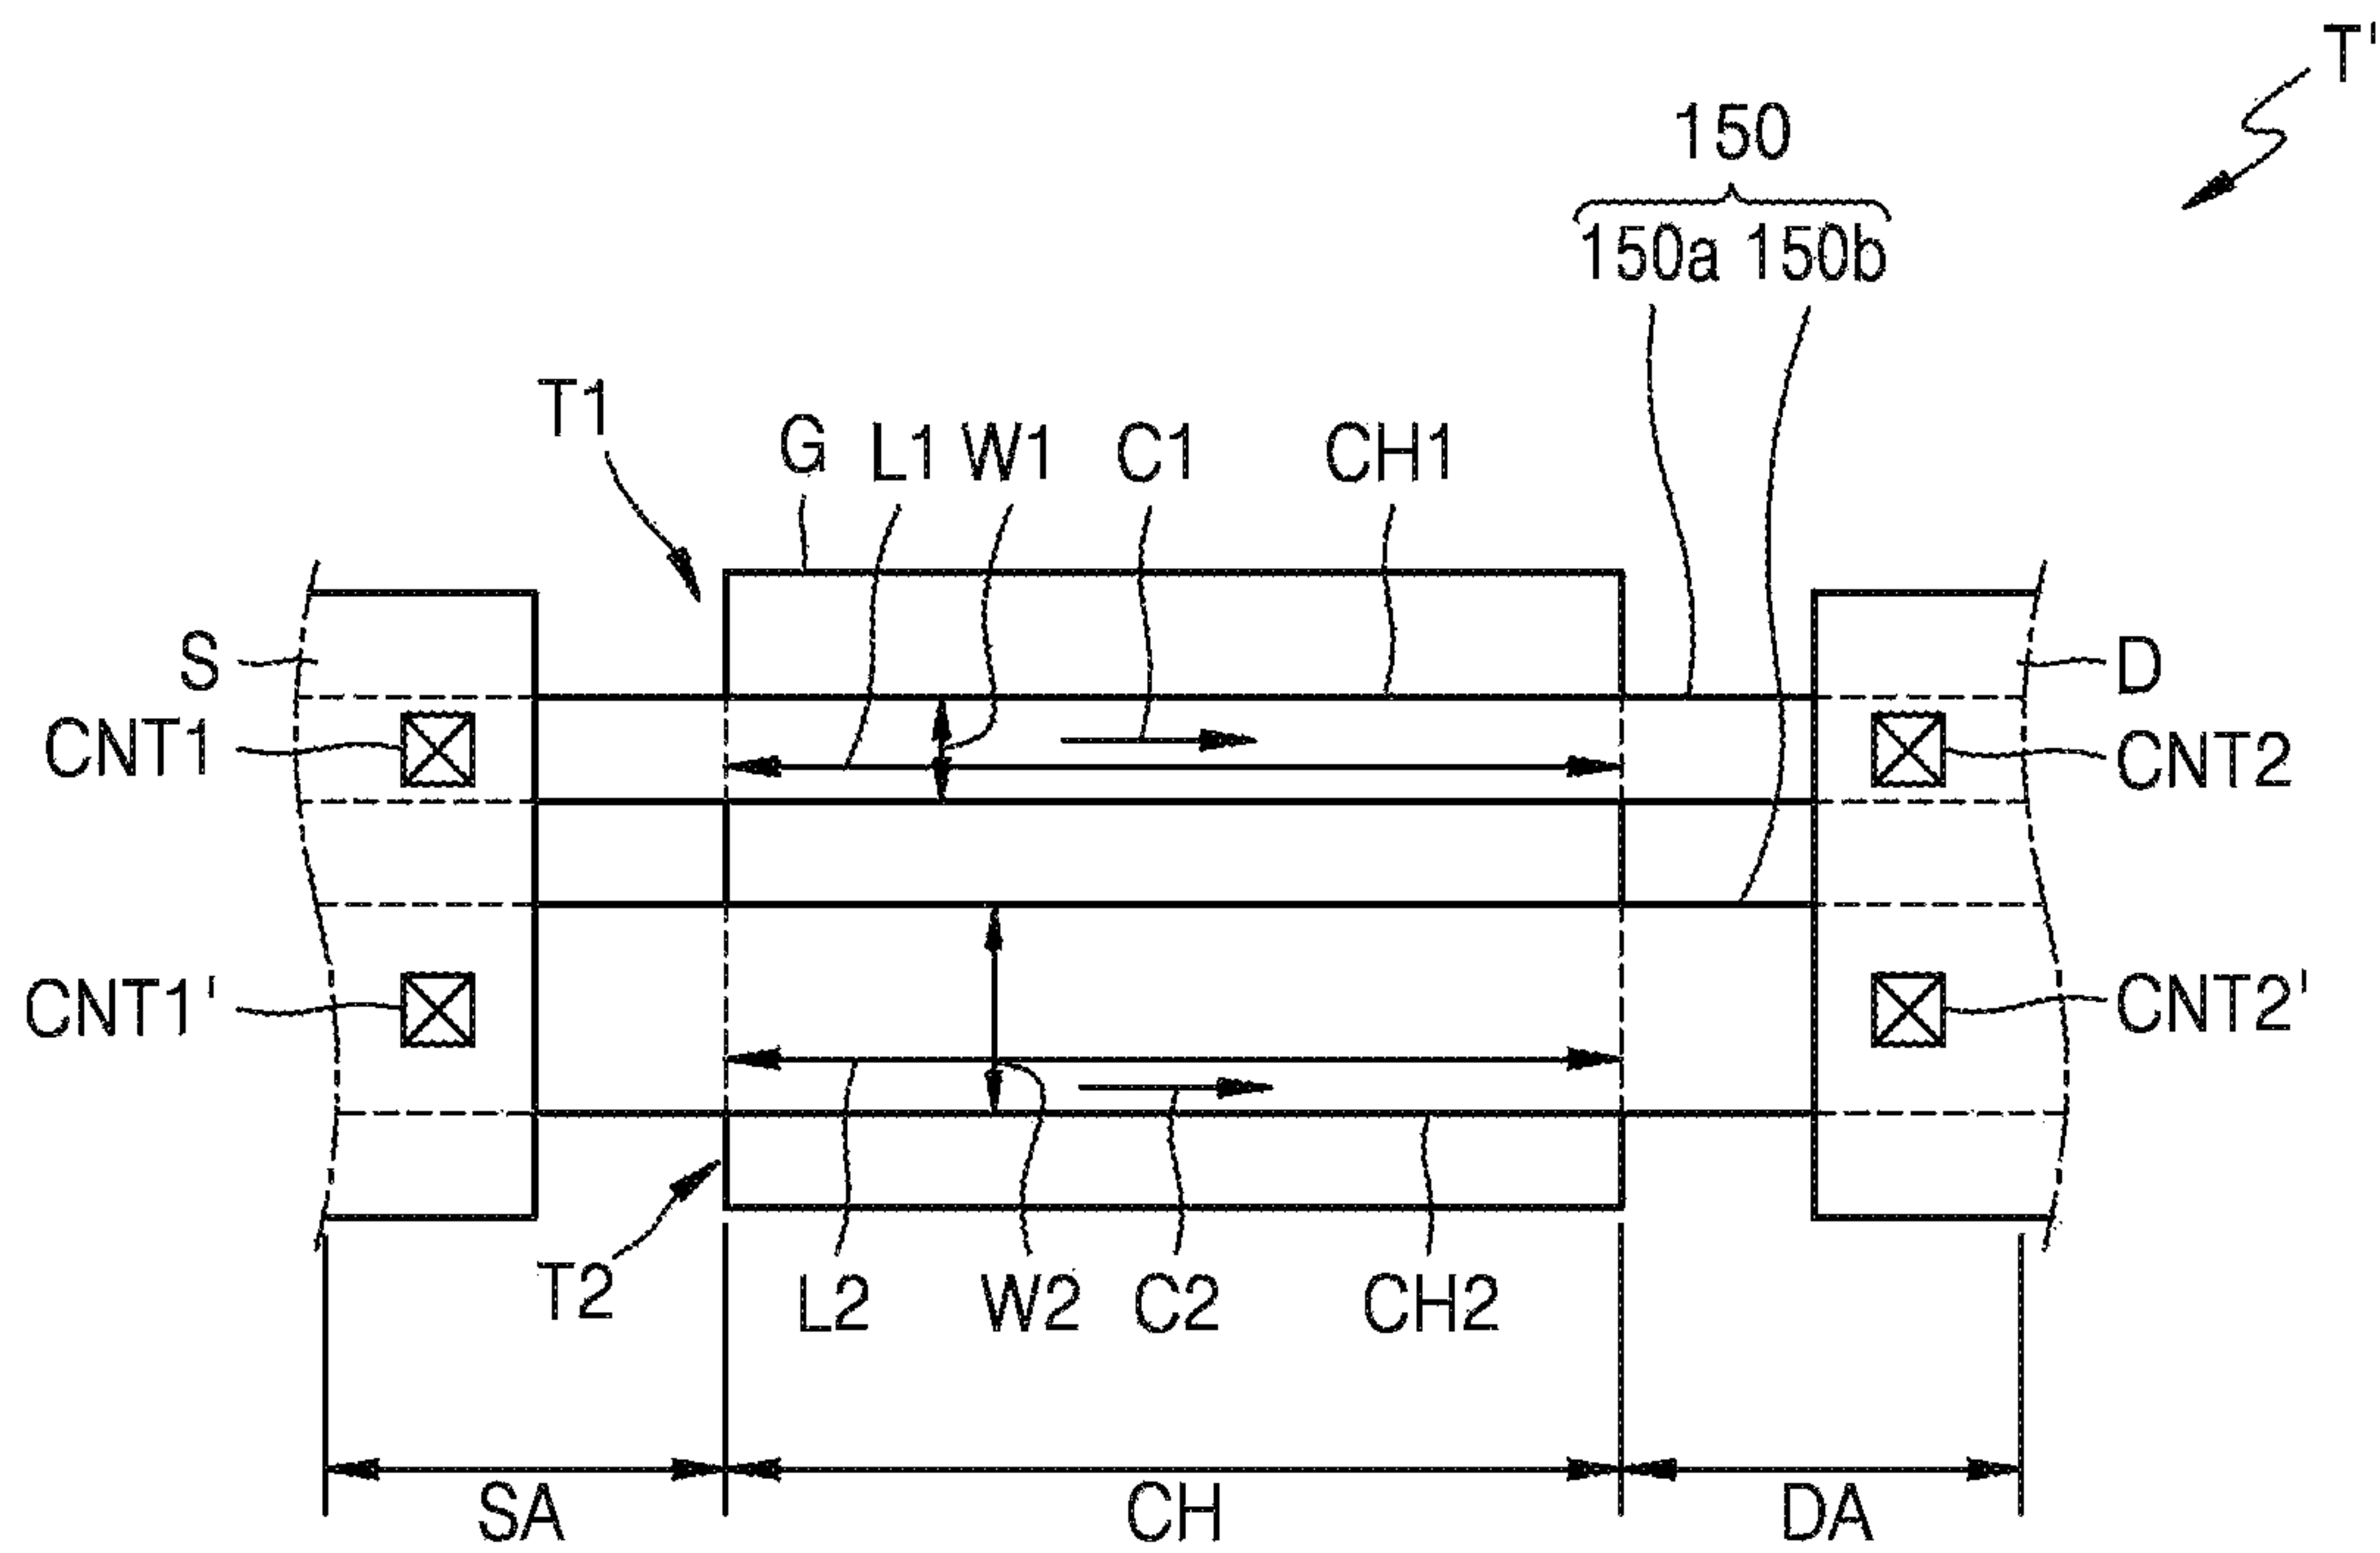 T'
150
150a 150b
T1
G L1 W1 C1 CH1
S
D
CNT1
CNT2
CNT1'
CNT2'
T2
L2 W2 C2 CH2
SA CH DA